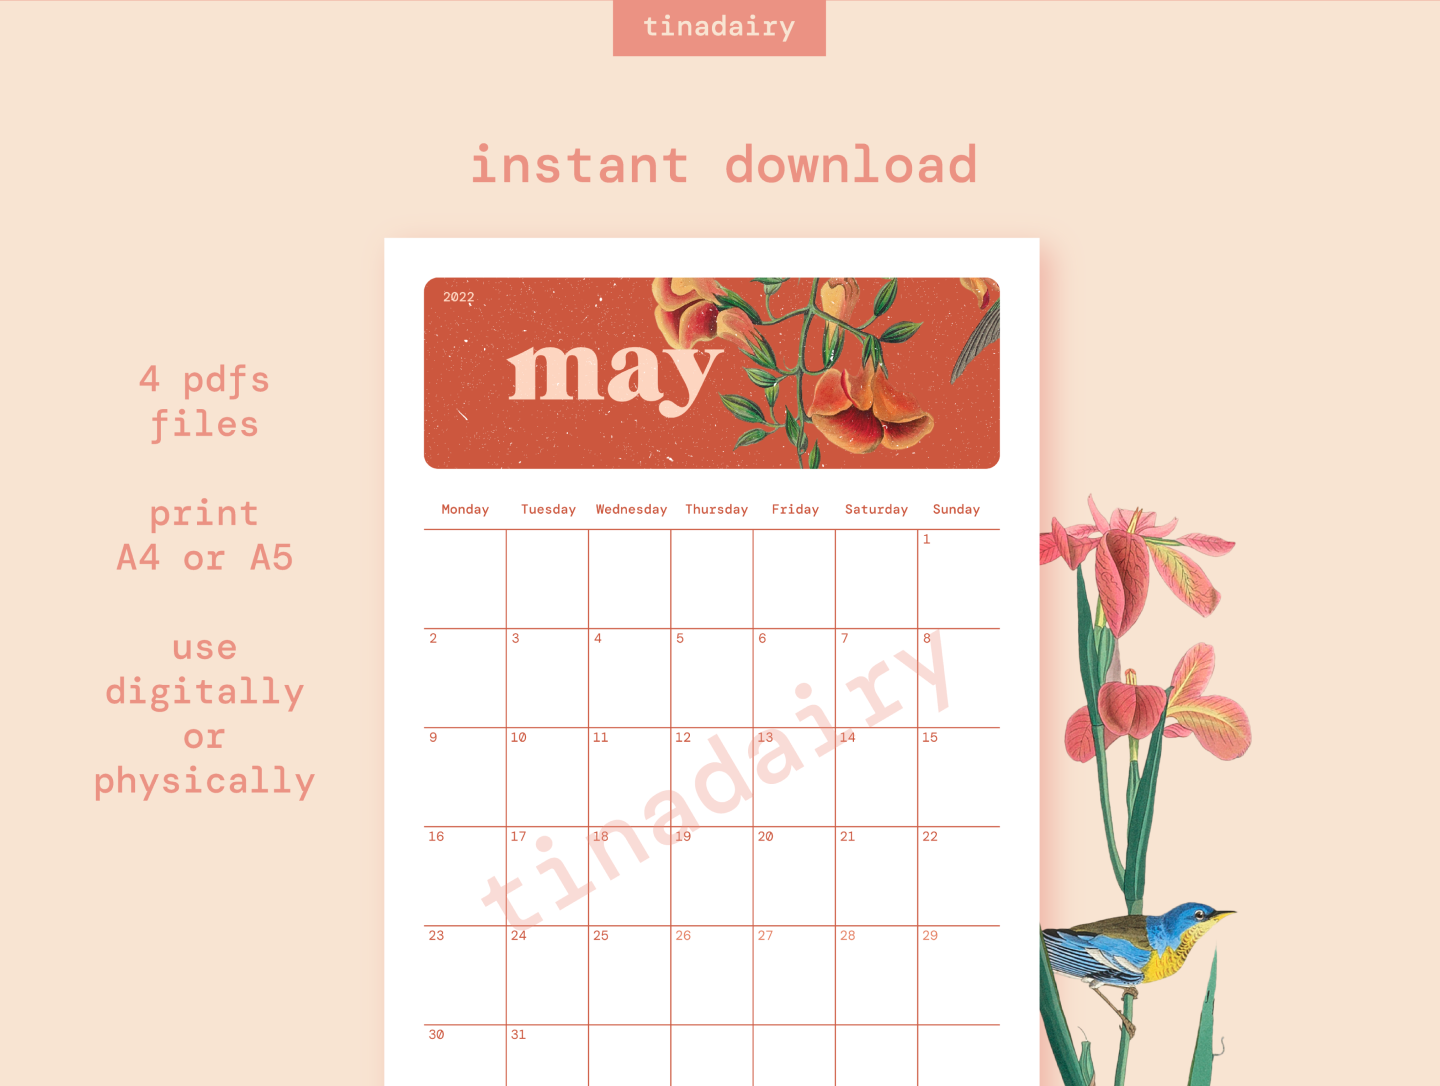 tinadairy
instant download
4 pdfs
files
print
A4 or A5
use
digitally
or
physically
2022
may
Monday Tuesday Wednesday Thursday Friday Saturday Sunday
1
2 3 4 5 6 7 8
9 10 11 12 13 14 15
16 17 18 19 20 21 22
23 24 25 26 27 28 29
30 31
tinadairy